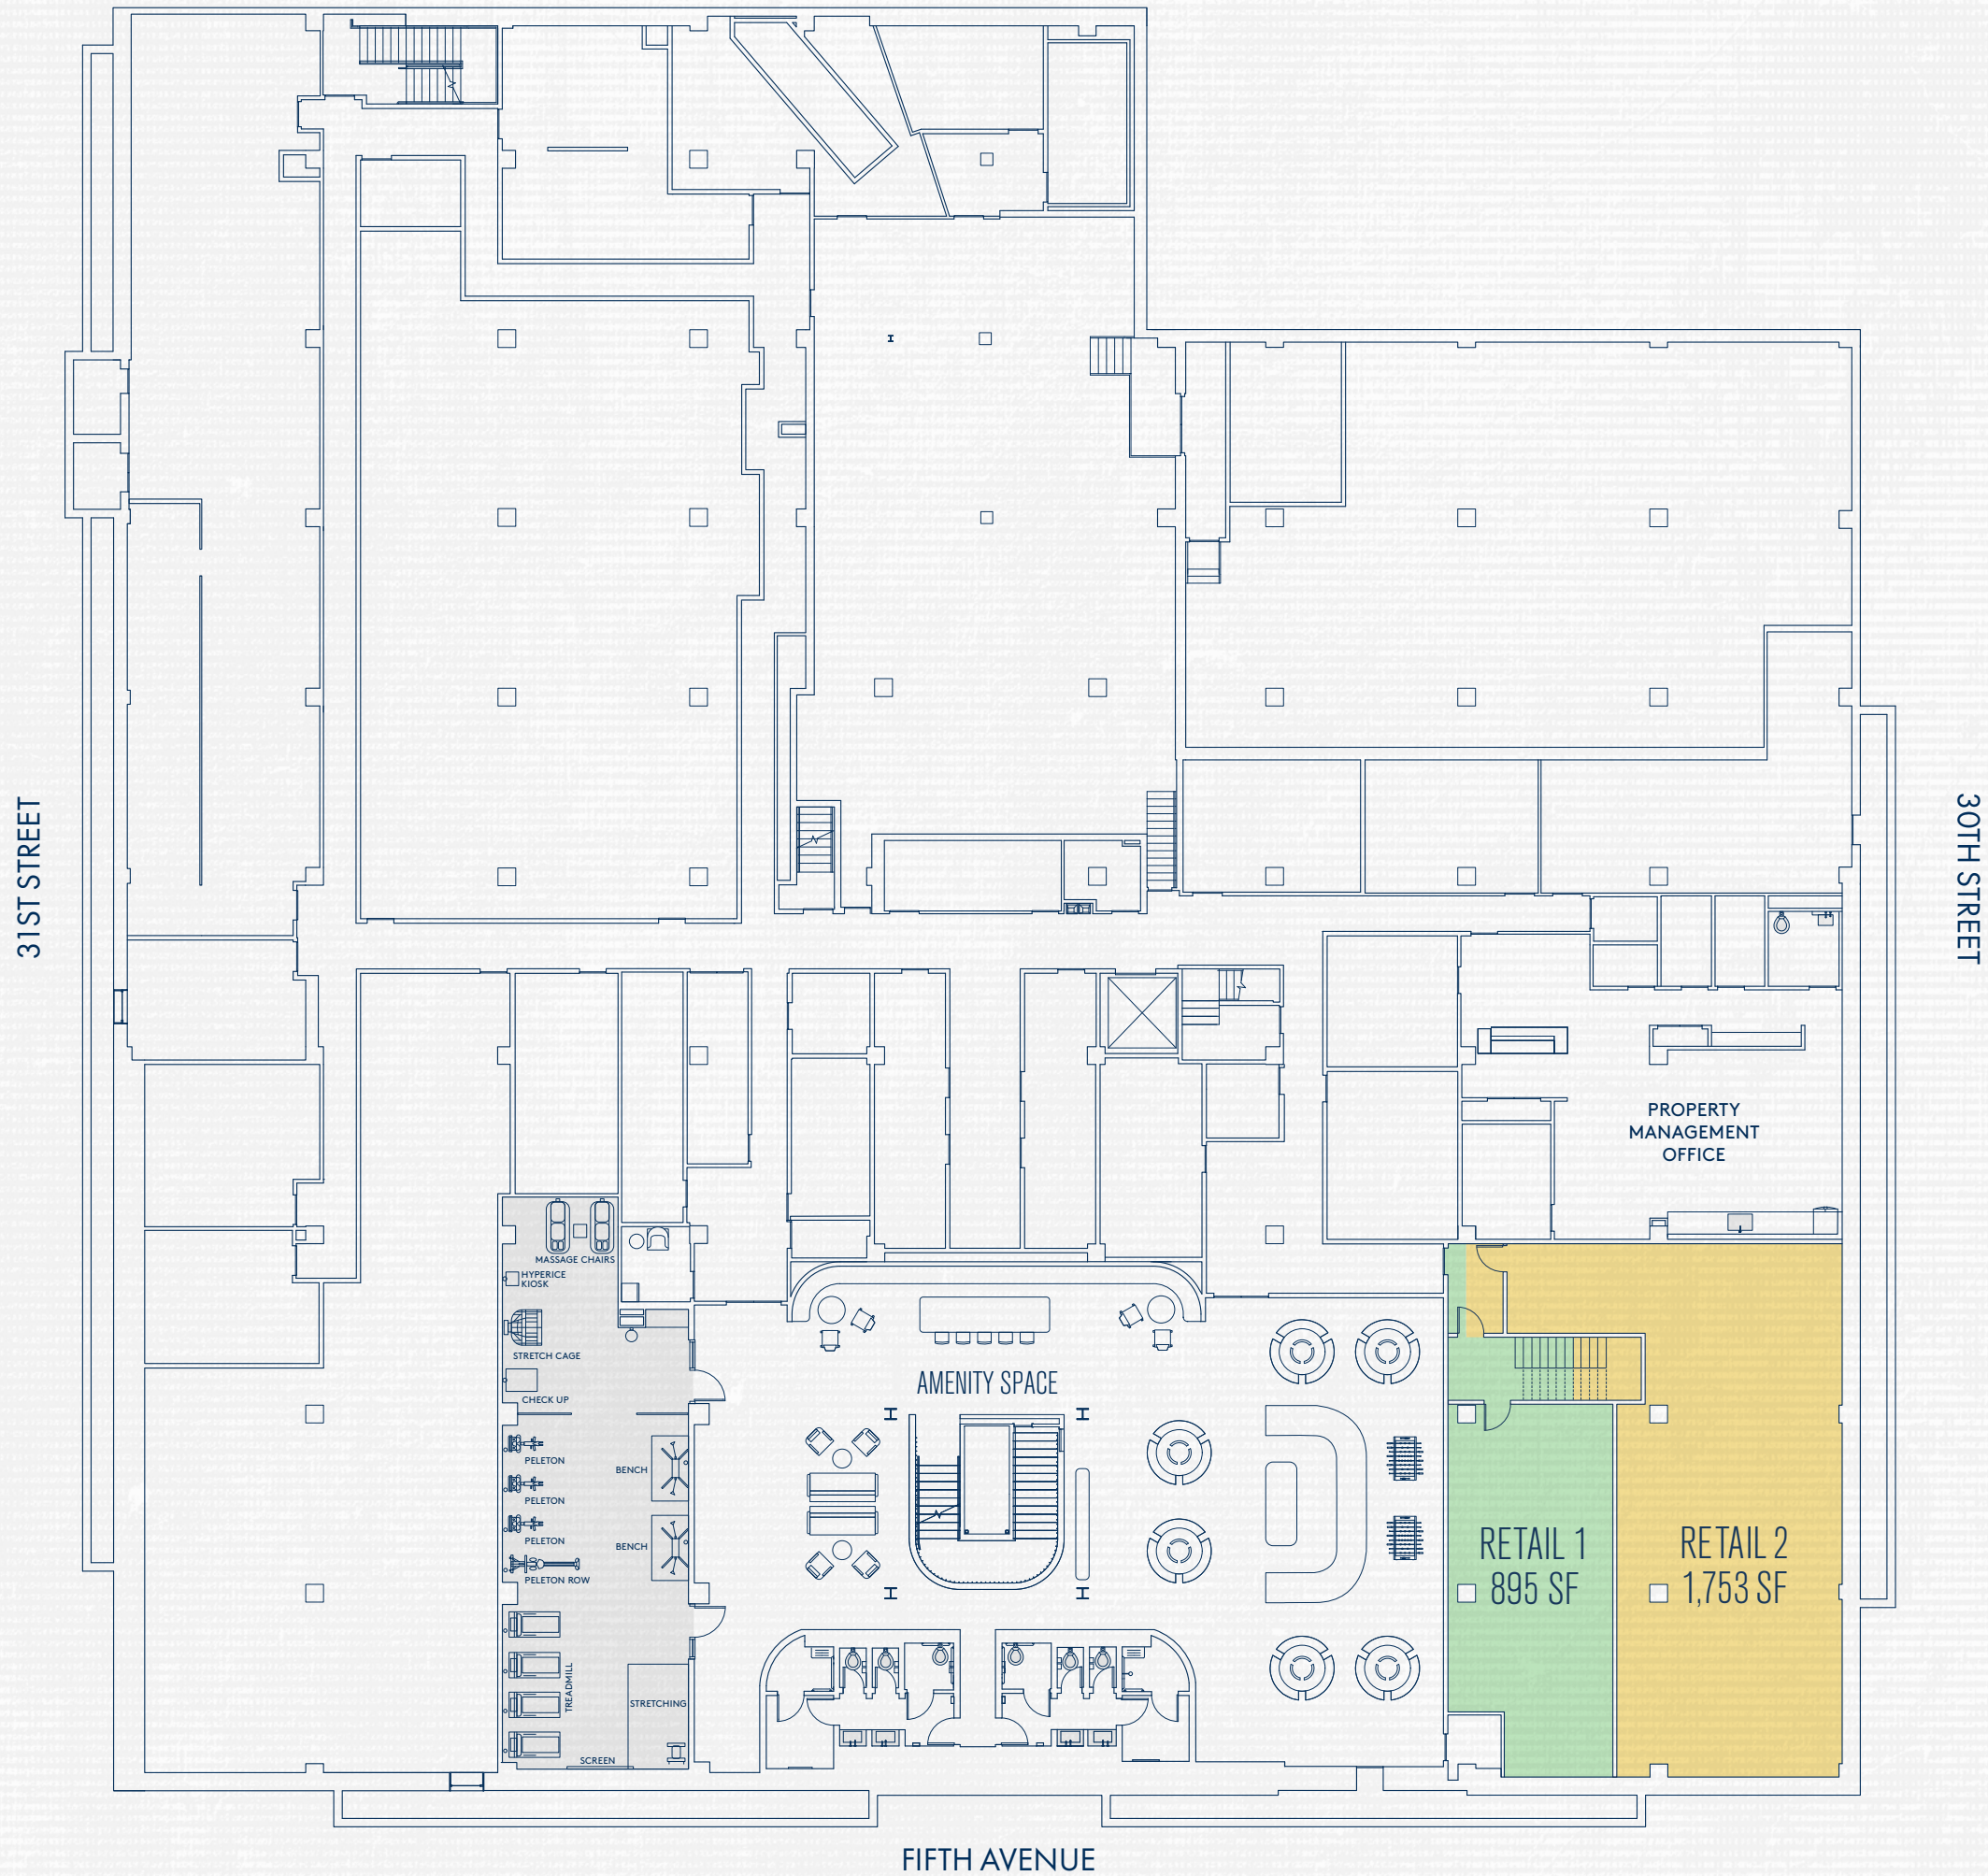 31ST STREET
30TH STREET
PROPERTY
MANAGEMENT
OFFICE
MASSAGE CHAIRS
HYPERICE
KIOSK
STRETCH CAGE
CHECK UP
AMENITY SPACE
PELETON
BENCH
PELETON
PELETON
BENCH
PELETON ROW
RETAIL 1
895 SF
RETAIL 2
1,753 SF
TREADMILL
STRETCHING
SCREEN
FIFTH AVENUE